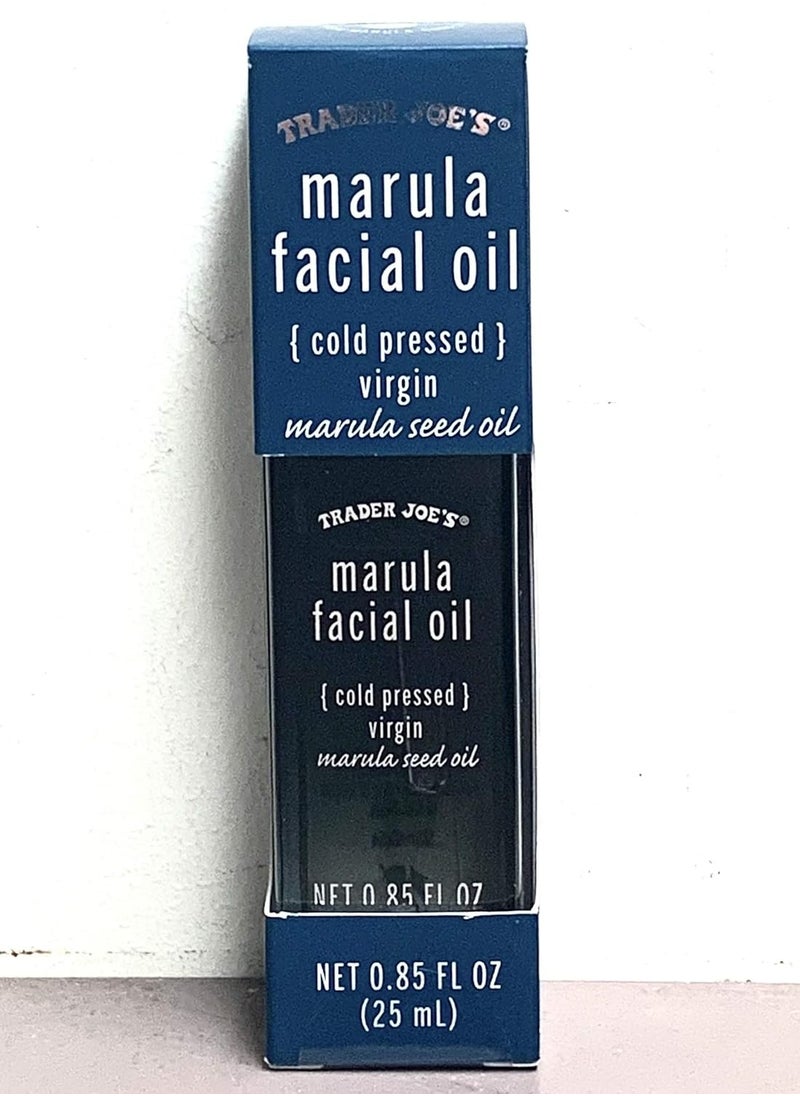 TRADER JOE'S®
marula
facial oil
{ cold pressed }
virgin
marula seed oil
TRADER JOE'S®
marula
facial oil
{ cold pressed }
virgin
marula seed oil
NET 0.85 FL OZ
NET 0.85 FL OZ
(25 mL)